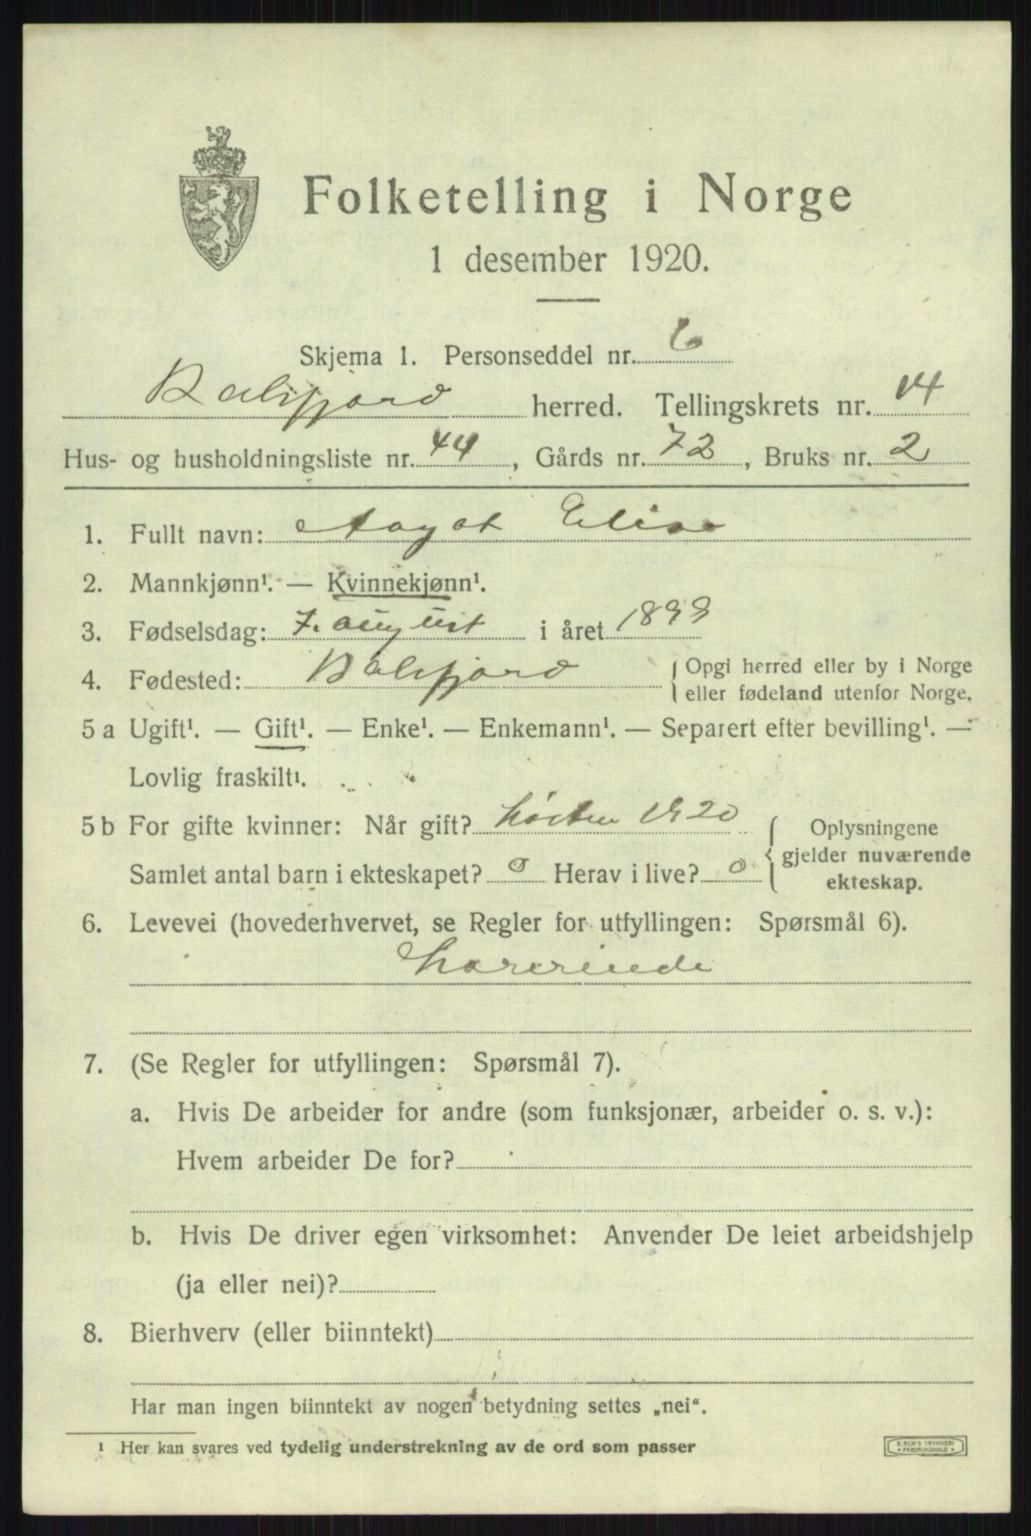 Folketelling i Norge
1 desember 1920.
Skjema 1. Personseddel nr. 6
Balsfjord herred. Tellingskrets nr. 14
Hus- og husholdningsliste nr. 44, Gårds nr. 72, Bruks nr. 2
1. Fullt navn: Aagot Elise
2. Mannkjønn¹. — Kvinnekjønn¹.
3. Fødselsdag: 7. august i året 1899
4. Fødested: Balsfjord {Opgi herred eller by i Norge
eller fødeland utenfor Norge.
5 a Ugift¹. — Gift¹. — Enke¹. — Enkemann¹. — Separert efter bevilling¹. —
Lovlig fraskilt¹.
5 b For gifte kvinner: Når gift? høsten 1920 { Oplysningene
gjelder nuværende
Samlet antal barn i ekteskapet? 0 Herav i live? 0
ekteskap.
6. Levevei (hovederhvervet, se Regler for utfyllingen: Spørsmål 6).
7. (Se Regler for utfyllingen: Spørsmål 7).
a. Hvis De arbeider for andre (som funksjonær, arbeider o. s. v.):
Hvem arbeider De for?
b. Hvis De driver egen virksomhet: Anvender De leiet arbeidshjelp
(ja eller nei)?
8. Bierhverv (eller biinntekt)
Har man ingen biinntekt av nogen betydning settes „nei“.
¹ Her kan svares ved tydelig understrekning av de ord som passer